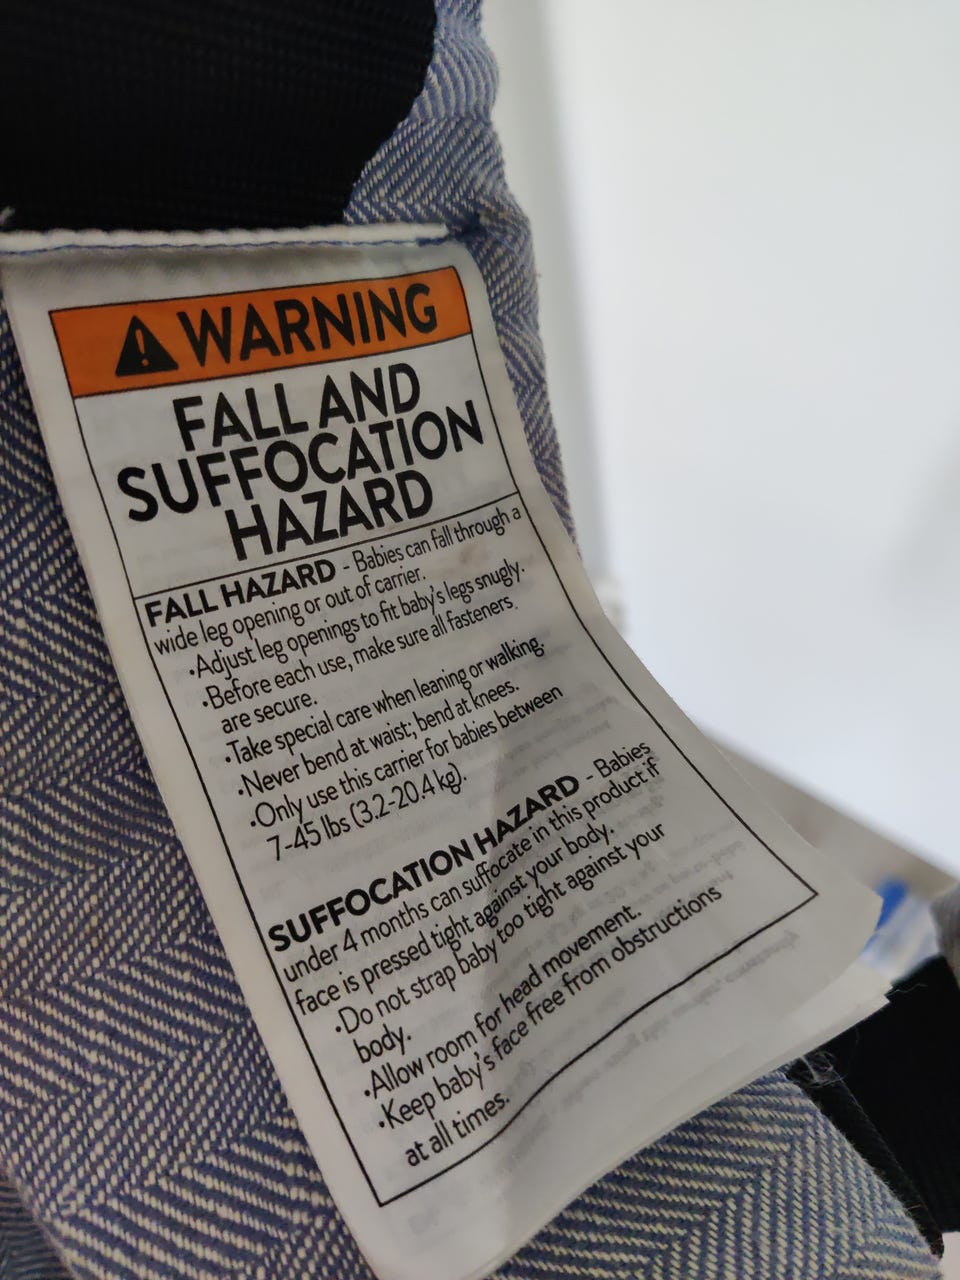 WARNING
FALL AND
SUFFOCATION
HAZARD
FALL HAZARD - Babies can fall through a
wide leg opening or out of carrier.
•Adjust leg openings to fit baby's legs snugly.
•Before each use, make sure all fasteners
are secure.
•Take special care when leaning or walking.
•Never bend at waist; bend at knees.
•Only use this carrier for babies between
7-45 lbs (3.2-20.4 kg).
SUFFOCATION HAZARD - Babies
under 4 months can suffocate in this product if
face is pressed tight against your body.
•Do not strap baby too tight against your
body.
•Allow room for head movement.
•Keep baby's face free from obstructions
at all times.